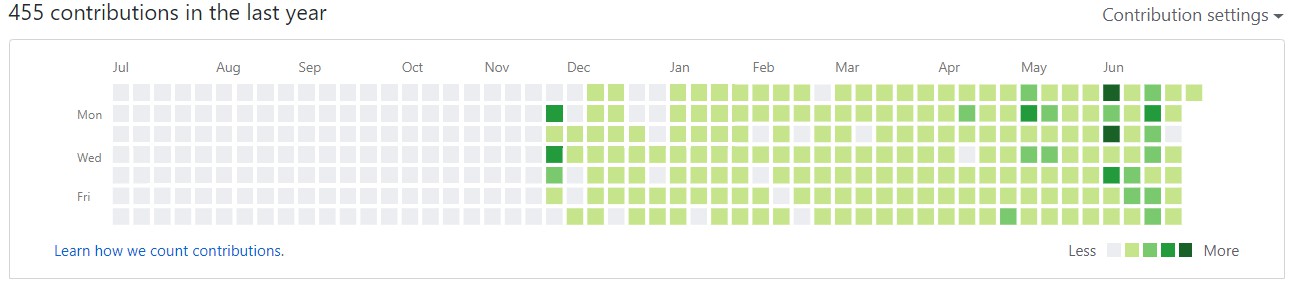 455 contributions in the last year
Contribution settings
Jul Aug Sep Oct Nov Dec Jan Feb Mar Apr May Jun
Mon
Wed
Fri
Learn how we count contributions.
Less More